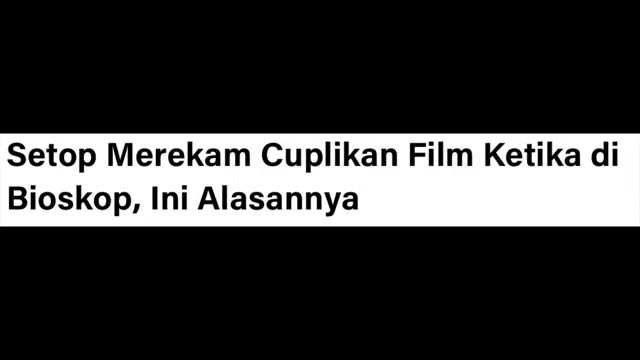 Setop Merekam Cuplikan Film Ketika di
Bioskop, Ini Alasannya